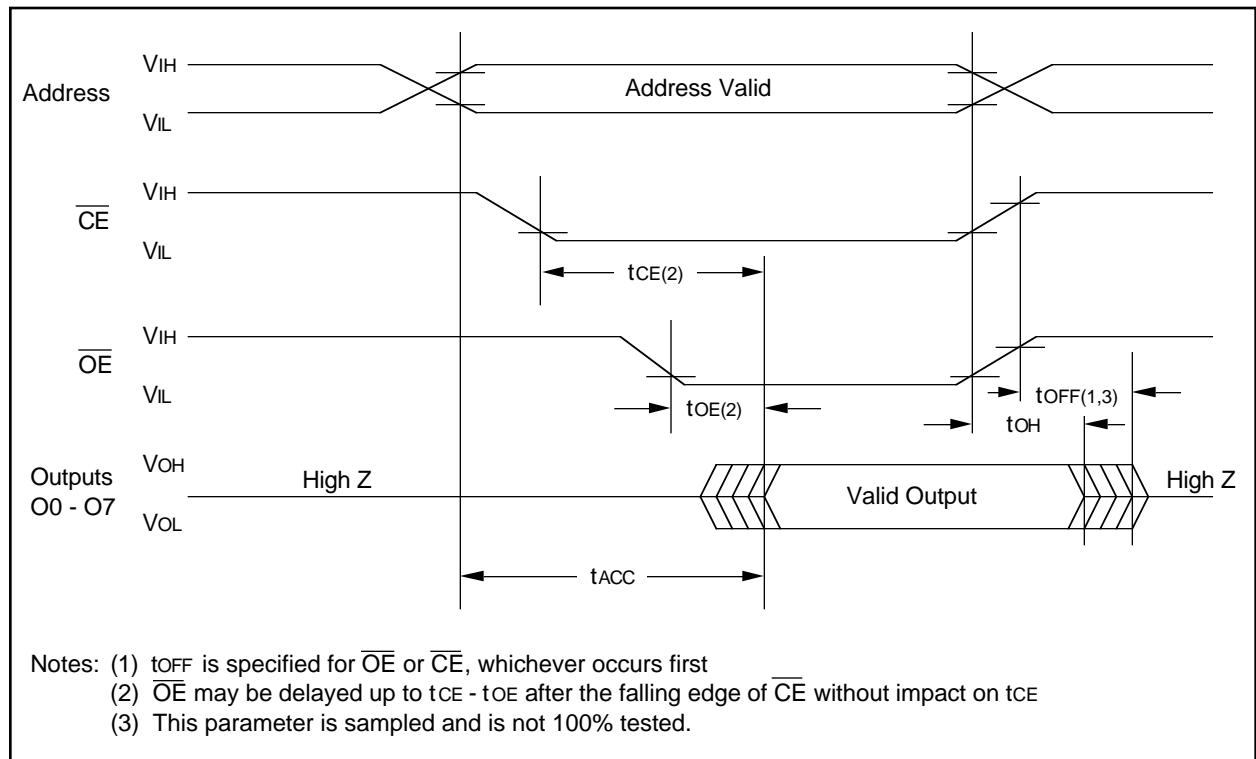 VIH
Address
Address Valid
VIL
VIH
CE
VIL
tCE(2)
VIH
OE
VIL
tOE(2)
tOFF(1,3)
tOH
VOH
Outputs
O0 - O7
High Z
Valid Output
High Z
VOL
tACC
Notes: (1) tOFF is specified for OE or CE, whichever occurs first
(2) OE may be delayed up to tCE - tOE after the falling edge of CE without impact on tCE
(3) This parameter is sampled and is not 100% tested.